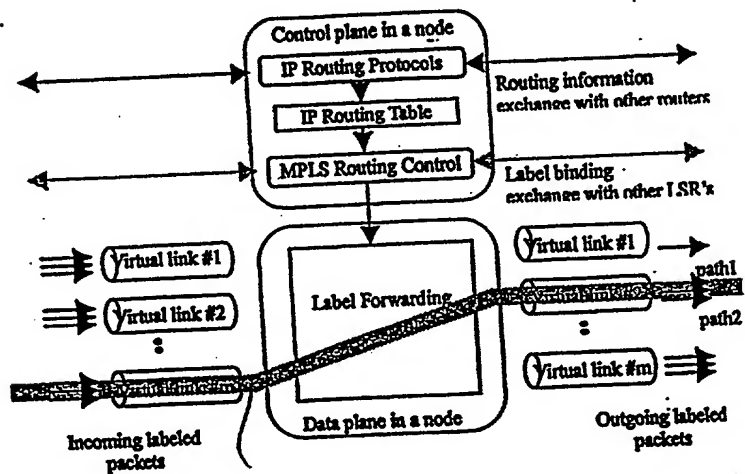 Control plane in a node
IP Routing Protocols
Routing information
exchange with other routers
IP Routing Table
MPLS Routing Control
Label binding
exchange with other LSR's
Virtual link #1
Virtual link #2
Virtual link #m
Label Forwarding
Virtual link #1
path1
path2
Virtual link #m
Data plane in a node
Incoming labeled
packets
Outgoing labeled
packets